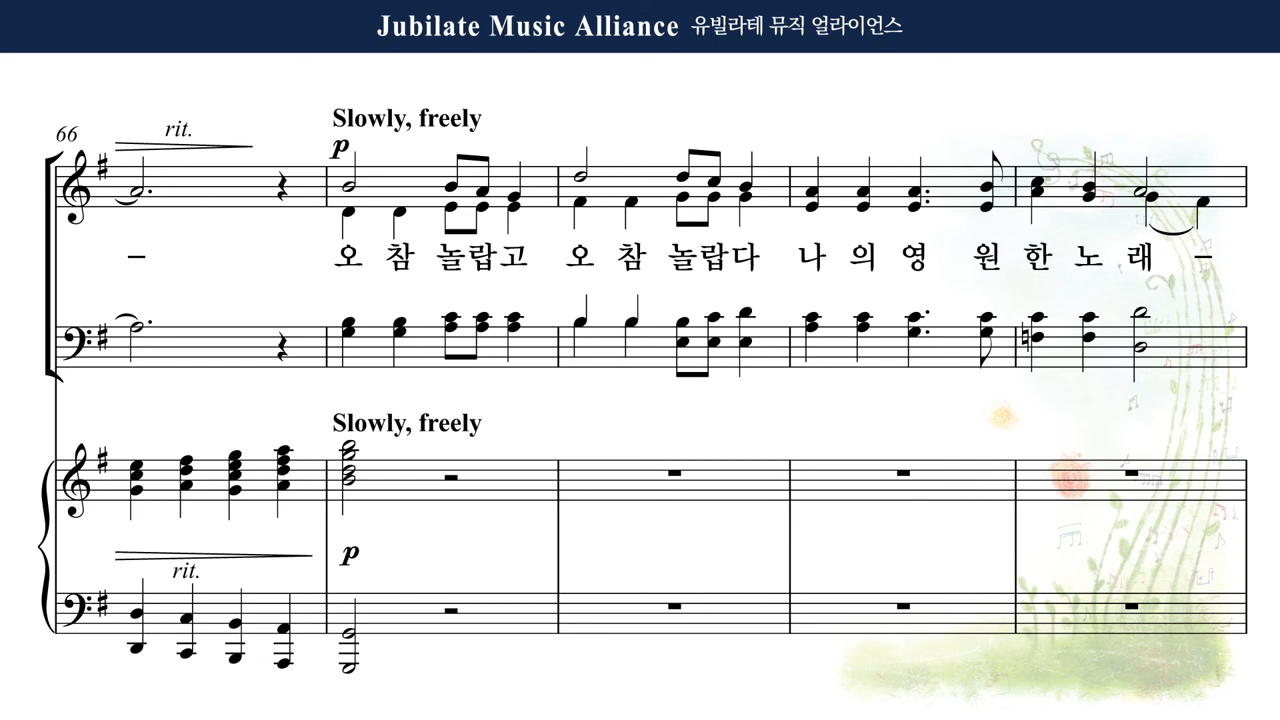 Jubilate Music Alliance 유빌라테 뮤직 얼라이언스
Slowly, freely
66 rit.
p
– 오 참 놀랍고 오 참 놀랍다 나 의 영 원 한 노 래 –
Slowly, freely
p
rit.